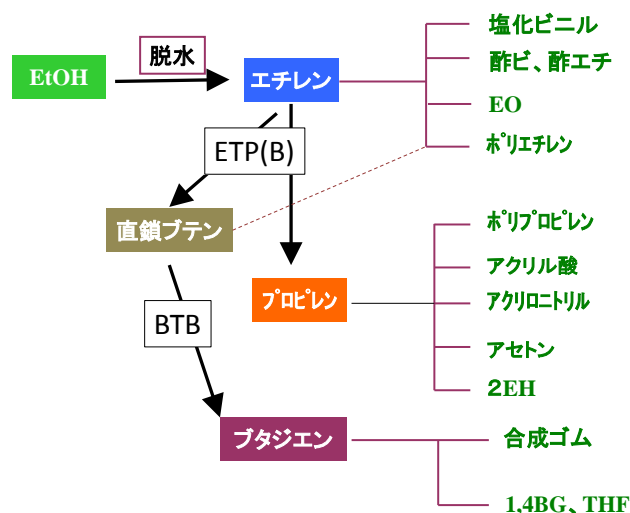 塩化ビニル
脱水
酢ビ、酢エチ
EtOH
エチレン
EO
ETP(B)
ﾎﾟﾘｴﾁﾚﾝ
直鎖ブテン
ﾎﾟﾘﾌﾟﾛﾋﾟﾚﾝ
アクリル酸
ﾌﾟﾛﾋﾟﾚﾝ
ｱｸﾘﾛﾆﾄﾘﾙ
BTB
アセトン
２EH
ブタジエン
合成ゴム
1,4BG、THF